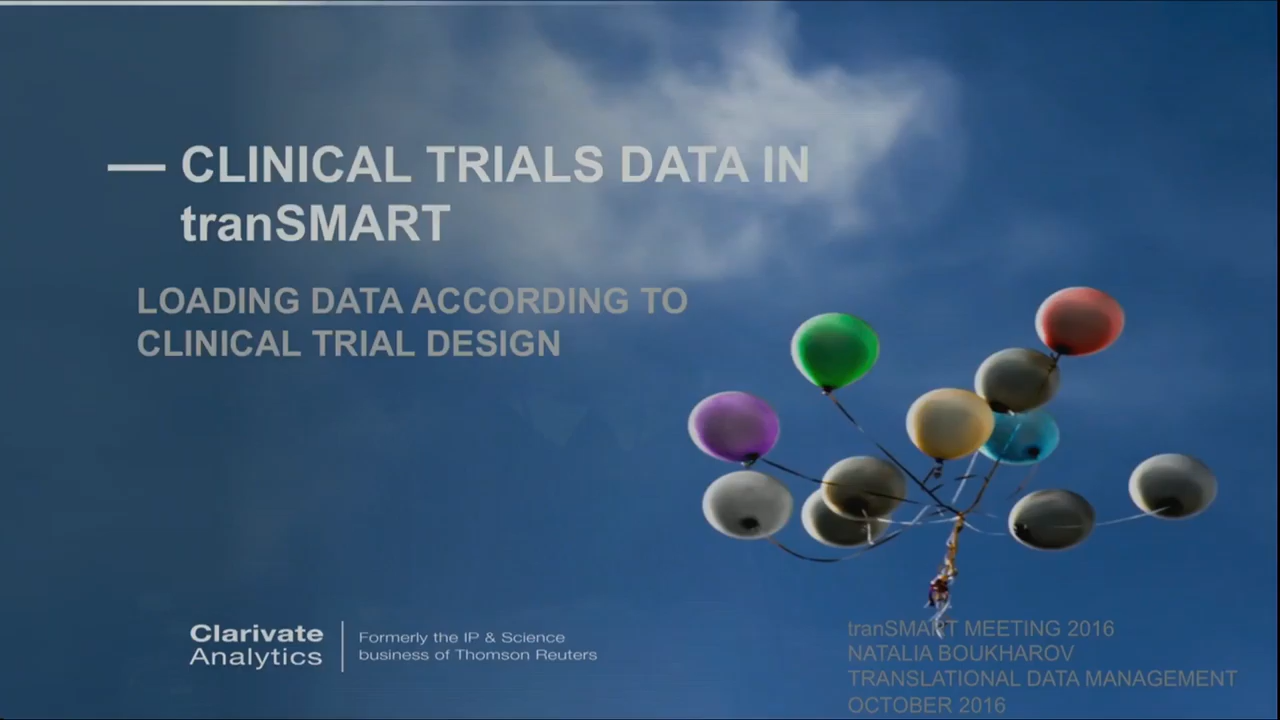 — CLINICAL TRIALS DATA IN
tranSMART
LOADING DATA ACCORDING TO
CLINICAL TRIAL DESIGN
Clarivate
Analytics
Formerly the IP & Science
business of Thomson Reuters
tranSMART MEETING 2016
NATALIA BOUKHAROV
TRANSLATIONAL DATA MANAGEMENT
OCTOBER 2016